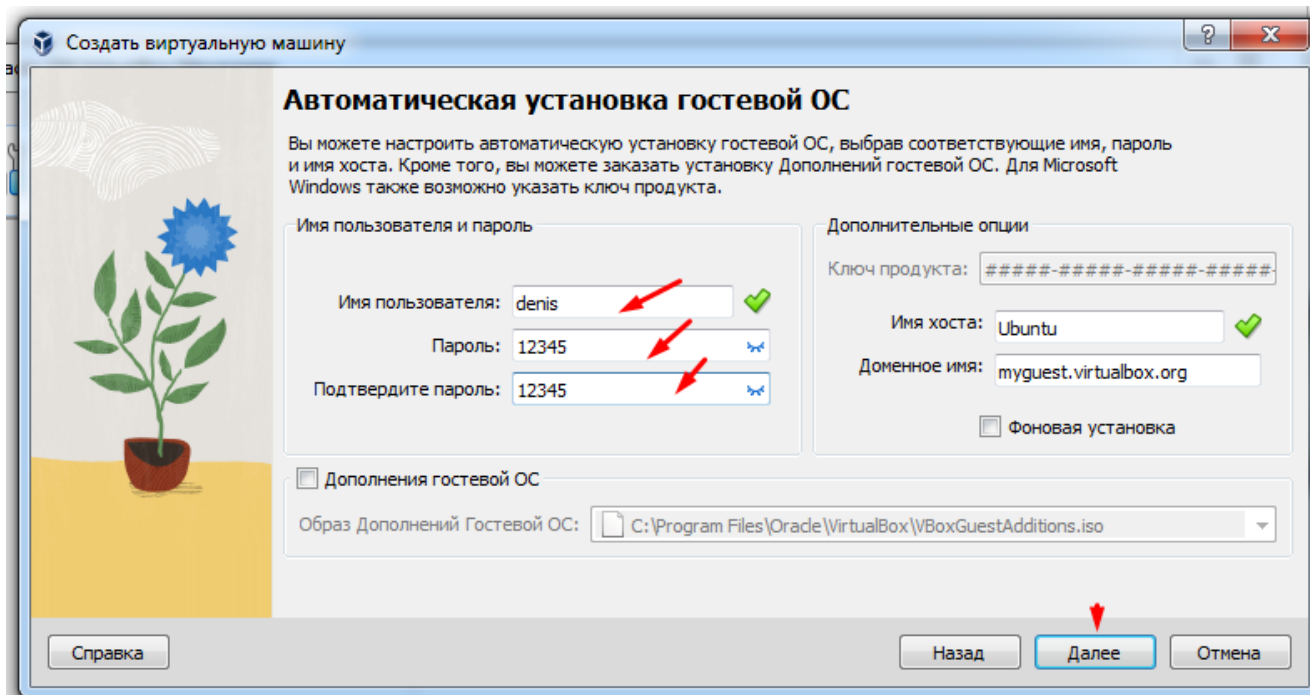 Создать виртуальную машину
Автоматическая установка гостевой ОС
Вы можете настроить автоматическую установку гостевой ОС, выбрав соответствующие имя, пароль
и имя хоста. Кроме того, вы можете заказать установку Дополнений гостевой ОС. Для Microsoft
Windows также возможно указать ключ продукта.
Имя пользователя и пароль
Имя пользователя: denis
Пароль: 12345
Подтвердите пароль: 12345
Дополнительные опции
Ключ продукта: #####-#####-#####-#####-
Имя хоста: Ubuntu
Доменное имя: myguest.virtualbox.org
Фоновая установка
Дополнения гостевой ОС
Образ Дополнений Гостевой ОС: C:\Program Files\Oracle\VirtualBox\VBoxGuestAdditions.iso
Справка
Назад
Далее
Отмена